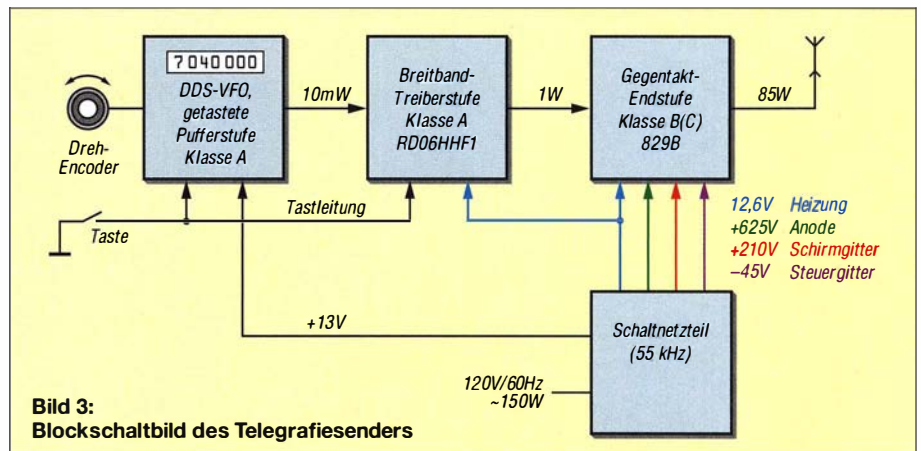 7040000
DDS-VFO,
getastete
Pufferstufe
Klasse A
Dreh-
Encoder
10mW
Breitband-
Treiberstufe
Klasse A
RD06HHF1
1W
Gegentakt-
Endstufe
Klasse B(C)
829B
85W
Taste
Tastleitung
12,6V Heizung
+625V Anode
+210V Schirmgitter
–45V Steuergitter
+13V
Schaltnetzteil
(55 kHz)
120V/60Hz
~150W
Bild 3:
Blockschaltbild des Telegrafiesenders